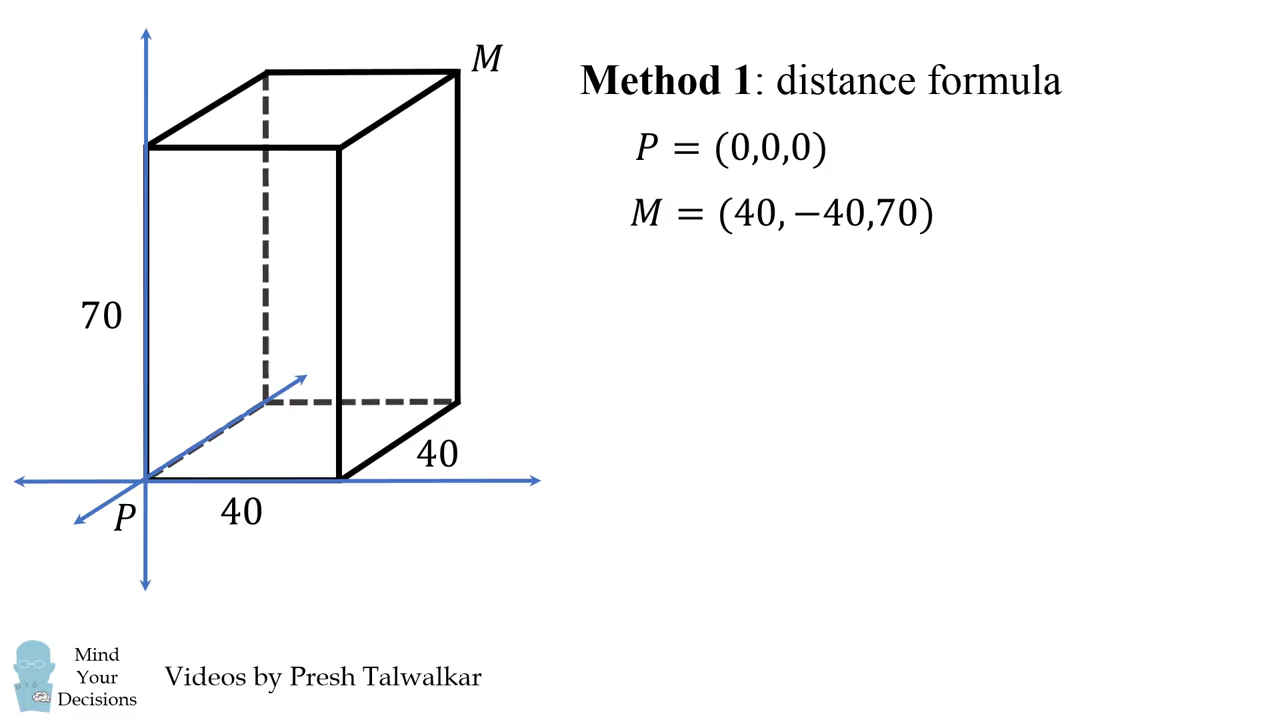 M
Method 1: distance formula
P = (0,0,0)
M = (40, −40,70)
70
40
40
P
Mind
Your
Decisions
Videos by Presh Talwalkar